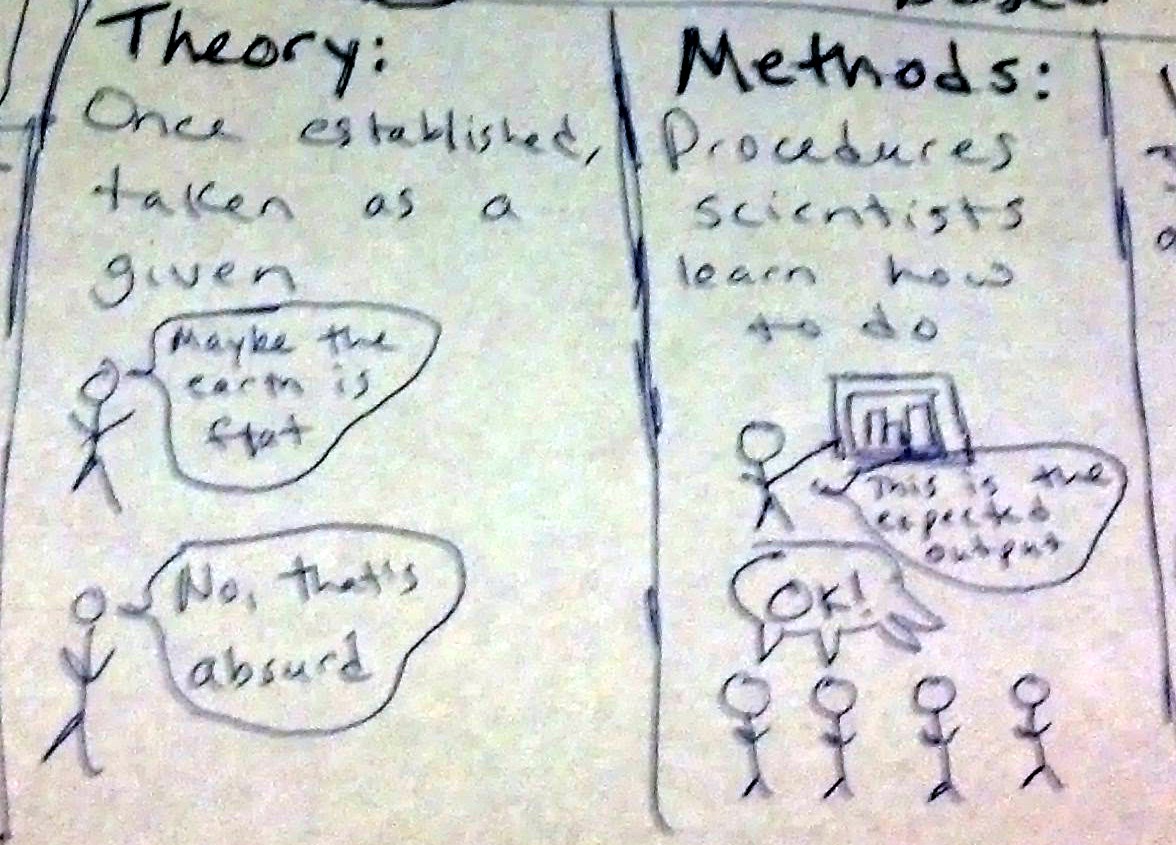 Theory:
Once established,
taken as a
given
Maybe the
earth is
flat
No, that's
absurd
Methods:
Procedures
scientists
learn how
to do
This is the
expected
output
OK!